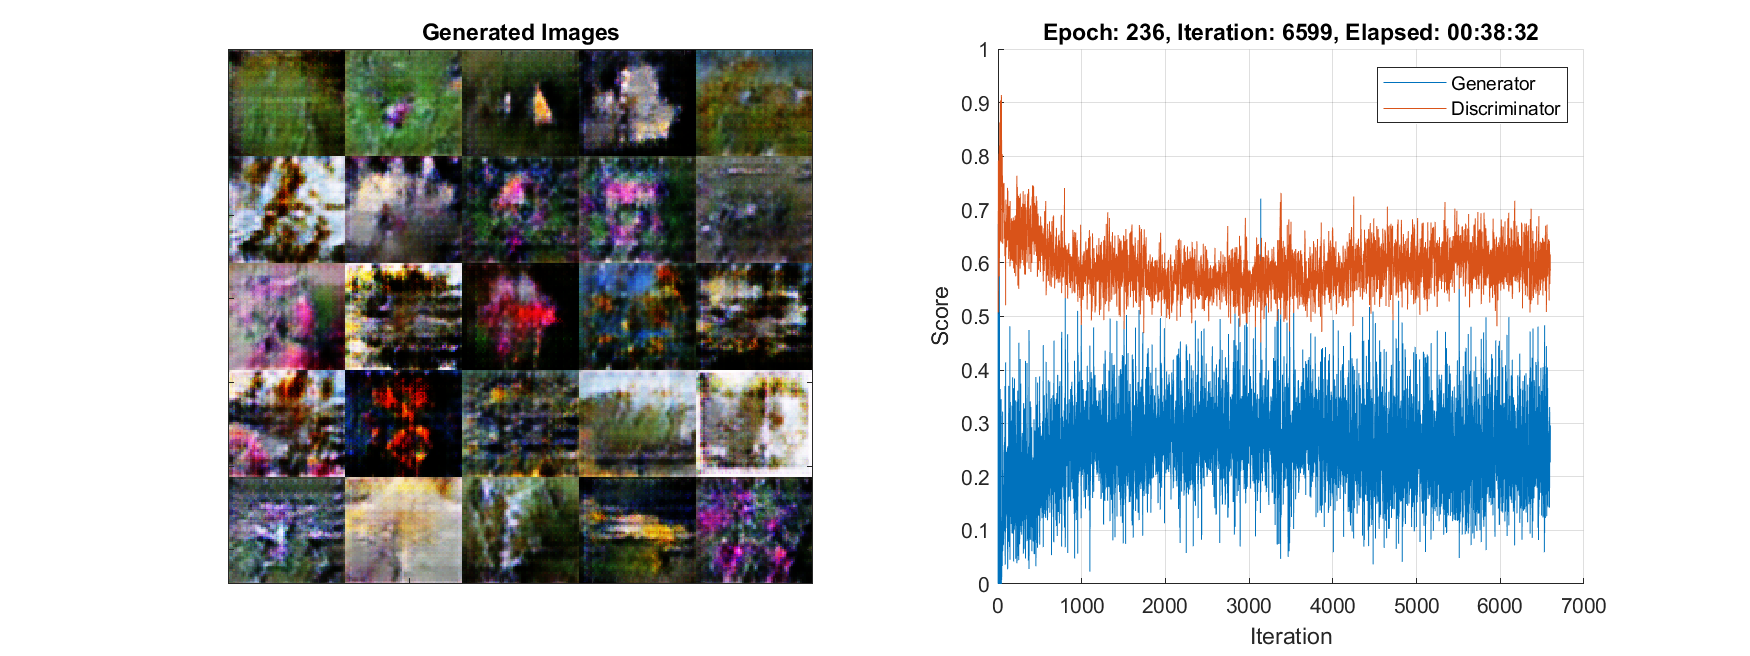 Generated Images
Epoch: 236, Iteration: 6599, Elapsed: 00:38:32
Generator
Discriminator
1
0.9
0.8
0.7
0.6
0.5
0.4
0.3
0.2
0.1
0
Score
0 1000 2000 3000 4000 5000 6000 7000
Iteration